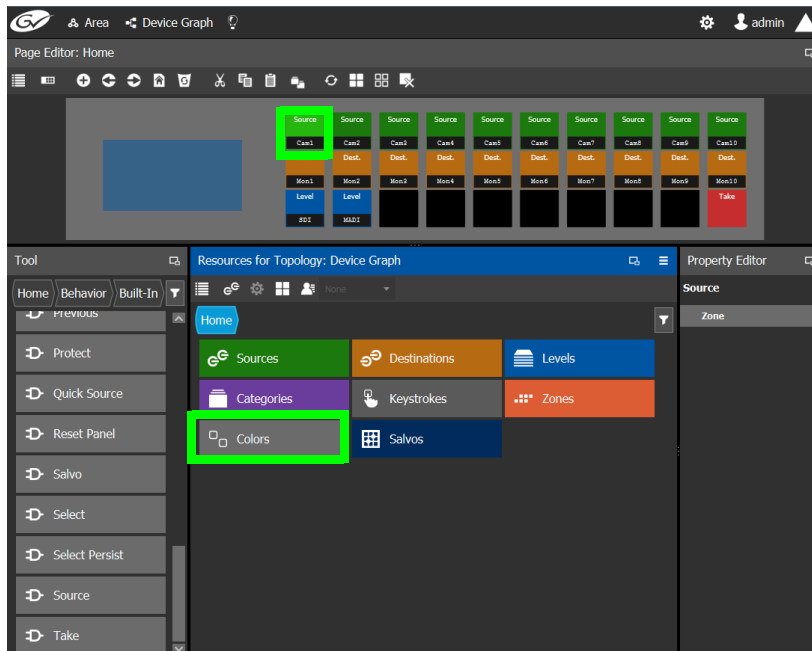 GV Area Device Graph admin
Page Editor: Home
Source Source Source Source Source Source Source Source Source Source
Cam1 Cam2 Cam3 Cam4 Cam5 Cam6 Cam7 Cam8 Cam9 Cam10
Dest. Dest. Dest. Dest. Dest. Dest. Dest. Dest. Dest.
Mon1 Mon2 Mon3 Mon4 Mon5 Mon6 Mon7 Mon8 Mon9 Mon10
Level Level Take
SDI MADI
Tool
Home Behavior Built-In
Previous
Protect
Quick Source
Reset Panel
Salvo
Select
Select Persist
Source
Take
Resources for Topology: Device Graph
None
Home
Sources Destinations Levels
Categories Keystrokes Zones
Colors Salvos
Property Editor
Source
Zone